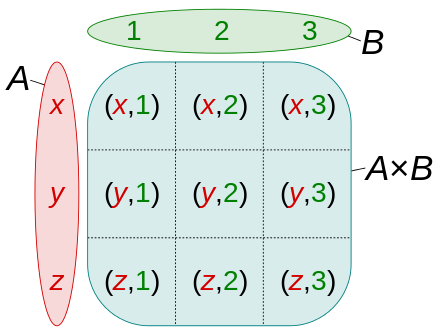 1 2 3
B
A
x (x,1) (x,2) (x,3)
y (y,1) (y,2) (y,3)
A×B
z (z,1) (z,2) (z,3)